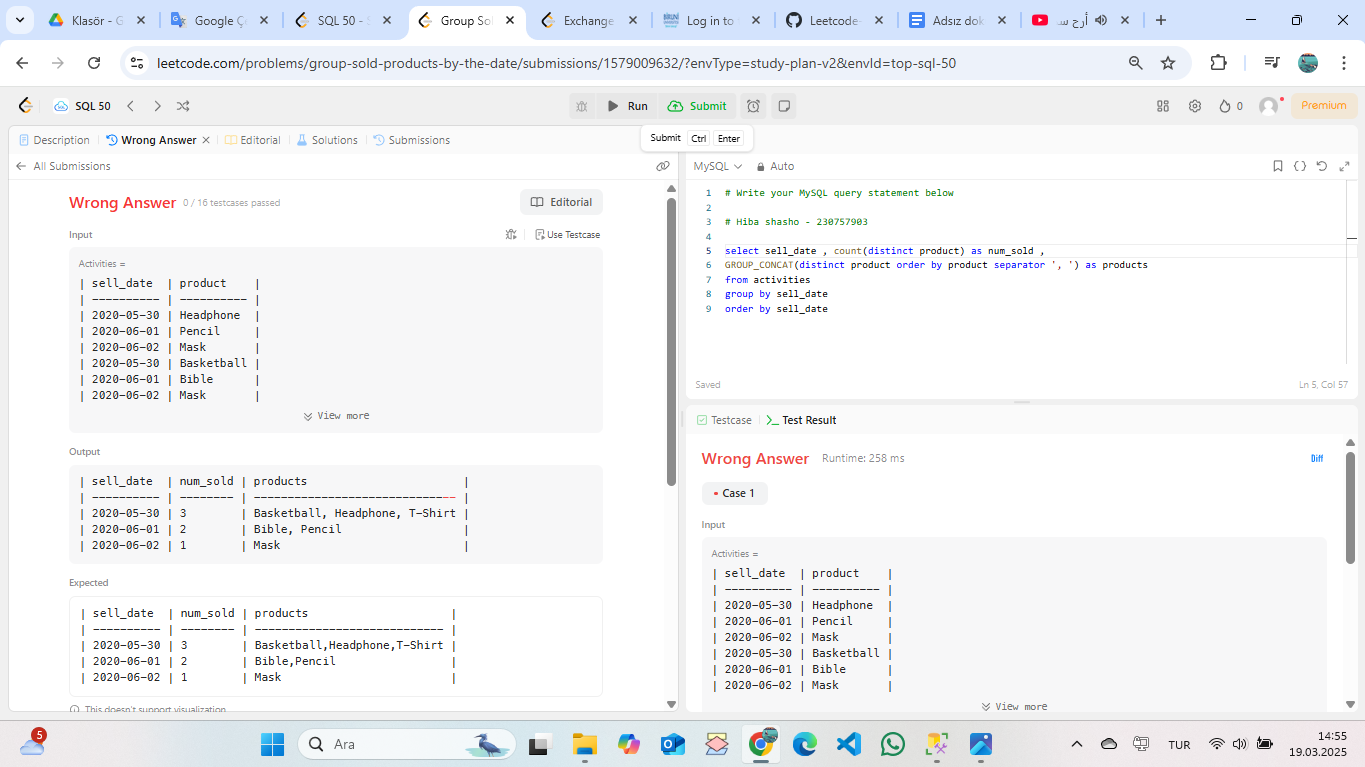 Klasör - G
Google Ç
SQL 50 - S
Group Sol
Exchange
Log in to
Leetcode-
Adsız dok
leetcode.com/problems/group-sold-products-by-the-date/submissions/1579009632/?envType=study-plan-v2&envId=top-sql-50
SQL 50
Run
Submit
0
Premium
Description
Wrong Answer
Editorial
Solutions
Submissions
Submit Ctrl Enter
All Submissions
Wrong Answer 0 / 16 testcases passed
Editorial
Input
Use Testcase
Activities =
| sell_date  | product    |
| ---------- | ---------- |
| 2020-05-30 | Headphone  |
| 2020-06-01 | Pencil     |
| 2020-06-02 | Mask       |
| 2020-05-30 | Basketball |
| 2020-06-01 | Bible      |
| 2020-06-02 | Mask       |
View more
Output
| sell_date  | num_sold | products                     |
| ---------- | -------- | ------------------------------ |
| 2020-05-30 | 3        | Basketball, Headphone, T-Shirt |
| 2020-06-01 | 2        | Bible, Pencil                  |
| 2020-06-02 | 1        | Mask                           |
Expected
| sell_date  | num_sold | products                     |
| ---------- | -------- | ---------------------------- |
| 2020-05-30 | 3        | Basketball,Headphone,T-Shirt |
| 2020-06-01 | 2        | Bible,Pencil                 |
| 2020-06-02 | 1        | Mask                         |
This doesn't support visualization.
MySQL
Auto
1 # Write your MySQL query statement below
2
3 # Hiba shasho - 230757903
4
5 select sell_date , count(distinct product) as num_sold ,
6 GROUP_CONCAT(distinct product order by product separator ', ') as products
7 from activities
8 group by sell_date
9 order by sell_date
Saved
Ln 5, Col 57
Testcase
Test Result
Wrong Answer Runtime: 258 ms
Diff
Case 1
Input
Activities =
| sell_date  | product    |
| ---------- | ---------- |
| 2020-05-30 | Headphone  |
| 2020-06-01 | Pencil     |
| 2020-06-02 | Mask       |
| 2020-05-30 | Basketball |
| 2020-06-01 | Bible      |
| 2020-06-02 | Mask       |
View more
5
Ara
TUR
14:55
19.03.2025